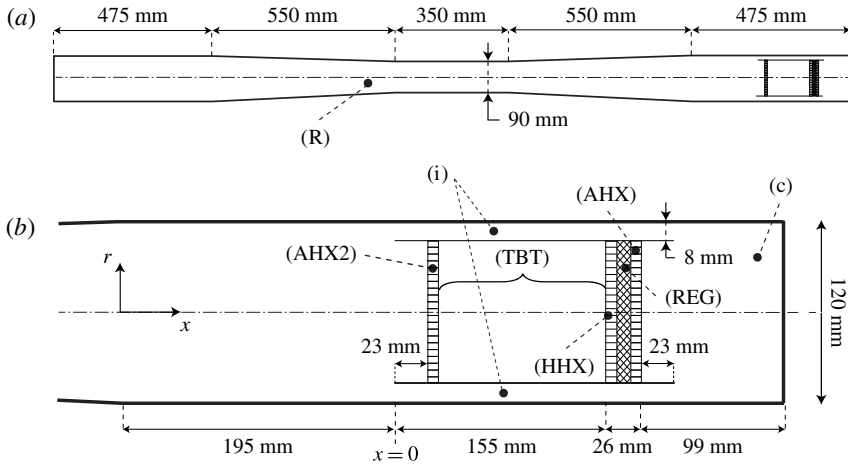 (a)
475 mm 550 mm 350 mm 550 mm 475 mm
(R)
90 mm
(b)
(i)
(AHX)
(c)
(AHX2)
(TBT)
8 mm
r
x
(REG)
120 mm
23 mm
(HHX)
23 mm
195 mm 155 mm 26 mm 99 mm
x = 0